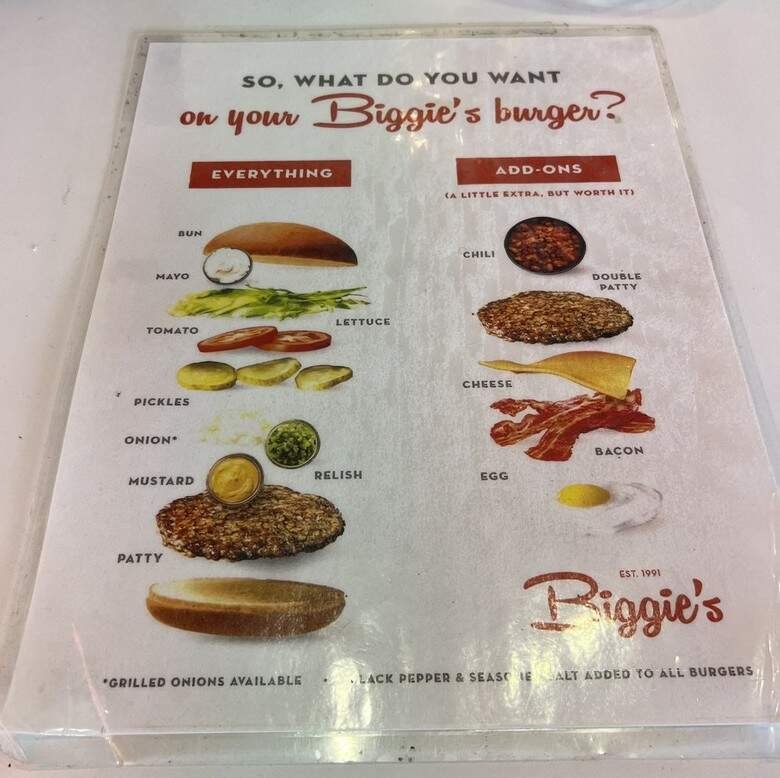 SO, WHAT DO YOU WANT
on your Biggie's burger?
EVERYTHING
BUN
MAYO
LETTUCE
TOMATO
PICKLES
ONION*
RELISH
MUSTARD
PATTY
ADD-ONS
(A LITTLE EXTRA, BUT WORTH IT)
CHILI
DOUBLE
PATTY
CHEESE
BACON
EGG
EST. 1991
Biggie's
*GRILLED ONIONS AVAILABLE • PEPPER & ADDED TO ALL BURGERS